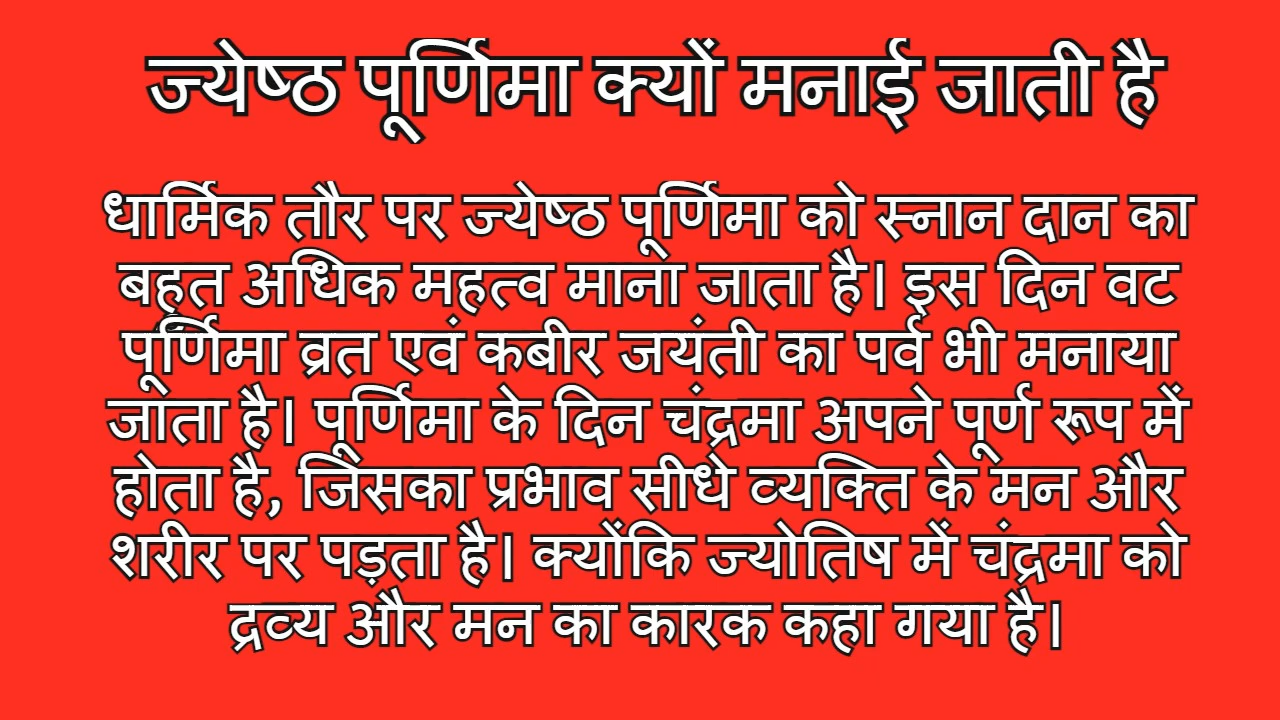 ज्येष्ठ पूर्णिमा क्यों मनाई जाती है
धार्मिक तौर पर ज्येष्ठ पूर्णिमा को स्नान दान का
बहुत अधिक महत्व माना जाता है। इस दिन वट
पूर्णिमा व्रत एवं कबीर जयंती का पर्व भी मनाया
जाता है। पूर्णिमा के दिन चंद्रमा अपने पूर्ण रूप में
होता है, जिसका प्रभाव सीधे व्यक्ति के मन और
शरीर पर पड़ता है। क्योंकि ज्योतिष में चंद्रमा को
द्रव्य और मन का कारक कहा गया है।